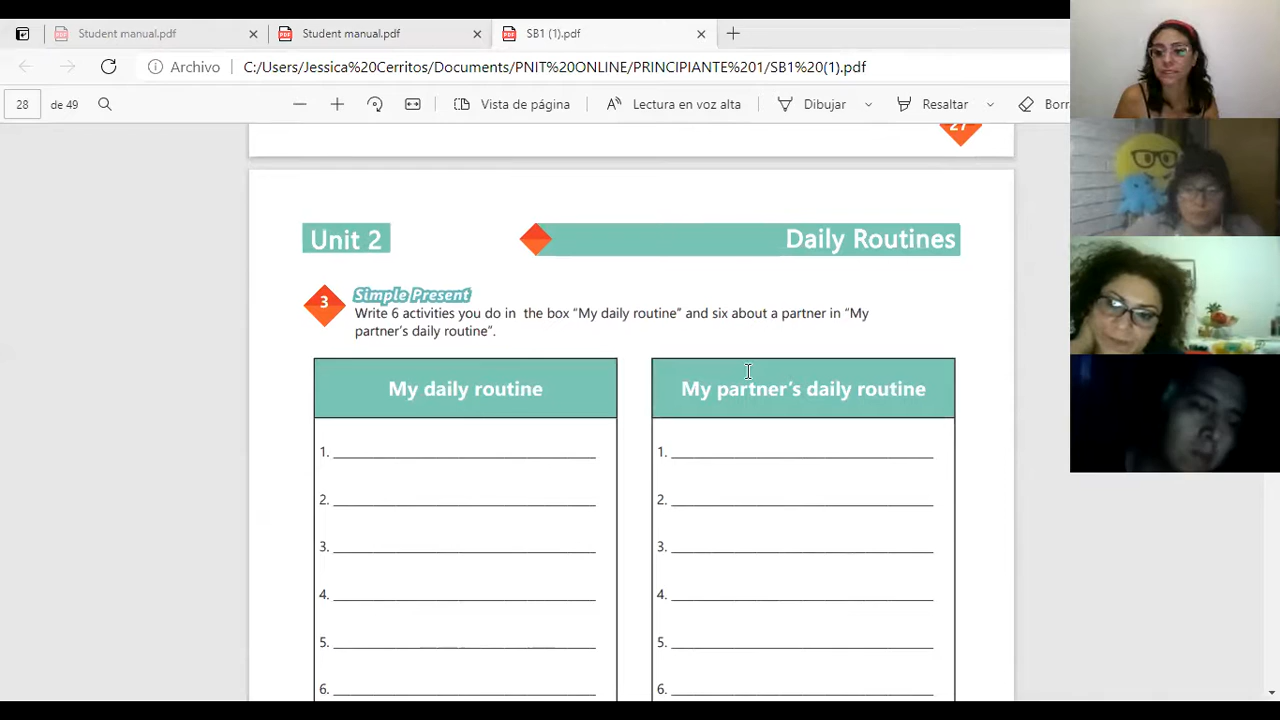 Student manual.pdf
Student manual.pdf
SB1 (1).pdf
Archivo
C:/Users/Jessica%20Cerritos/Documents/PNIT%20ONLINE/PRINCIPIANTE%201/SB1%20(1).pdf
28 de 49
Vista de página
Lectura en voz alta
Dibujar
Resaltar
Borr
27
Unit 2
Daily Routines
3
Simple Present
Write 6 activities you do in the box “My daily routine” and six about a partner in “My
partner’s daily routine”.
My daily routine
1.
2.
3.
4.
5.
6.
My partner’s daily routine
1.
2.
3.
4.
5.
6.